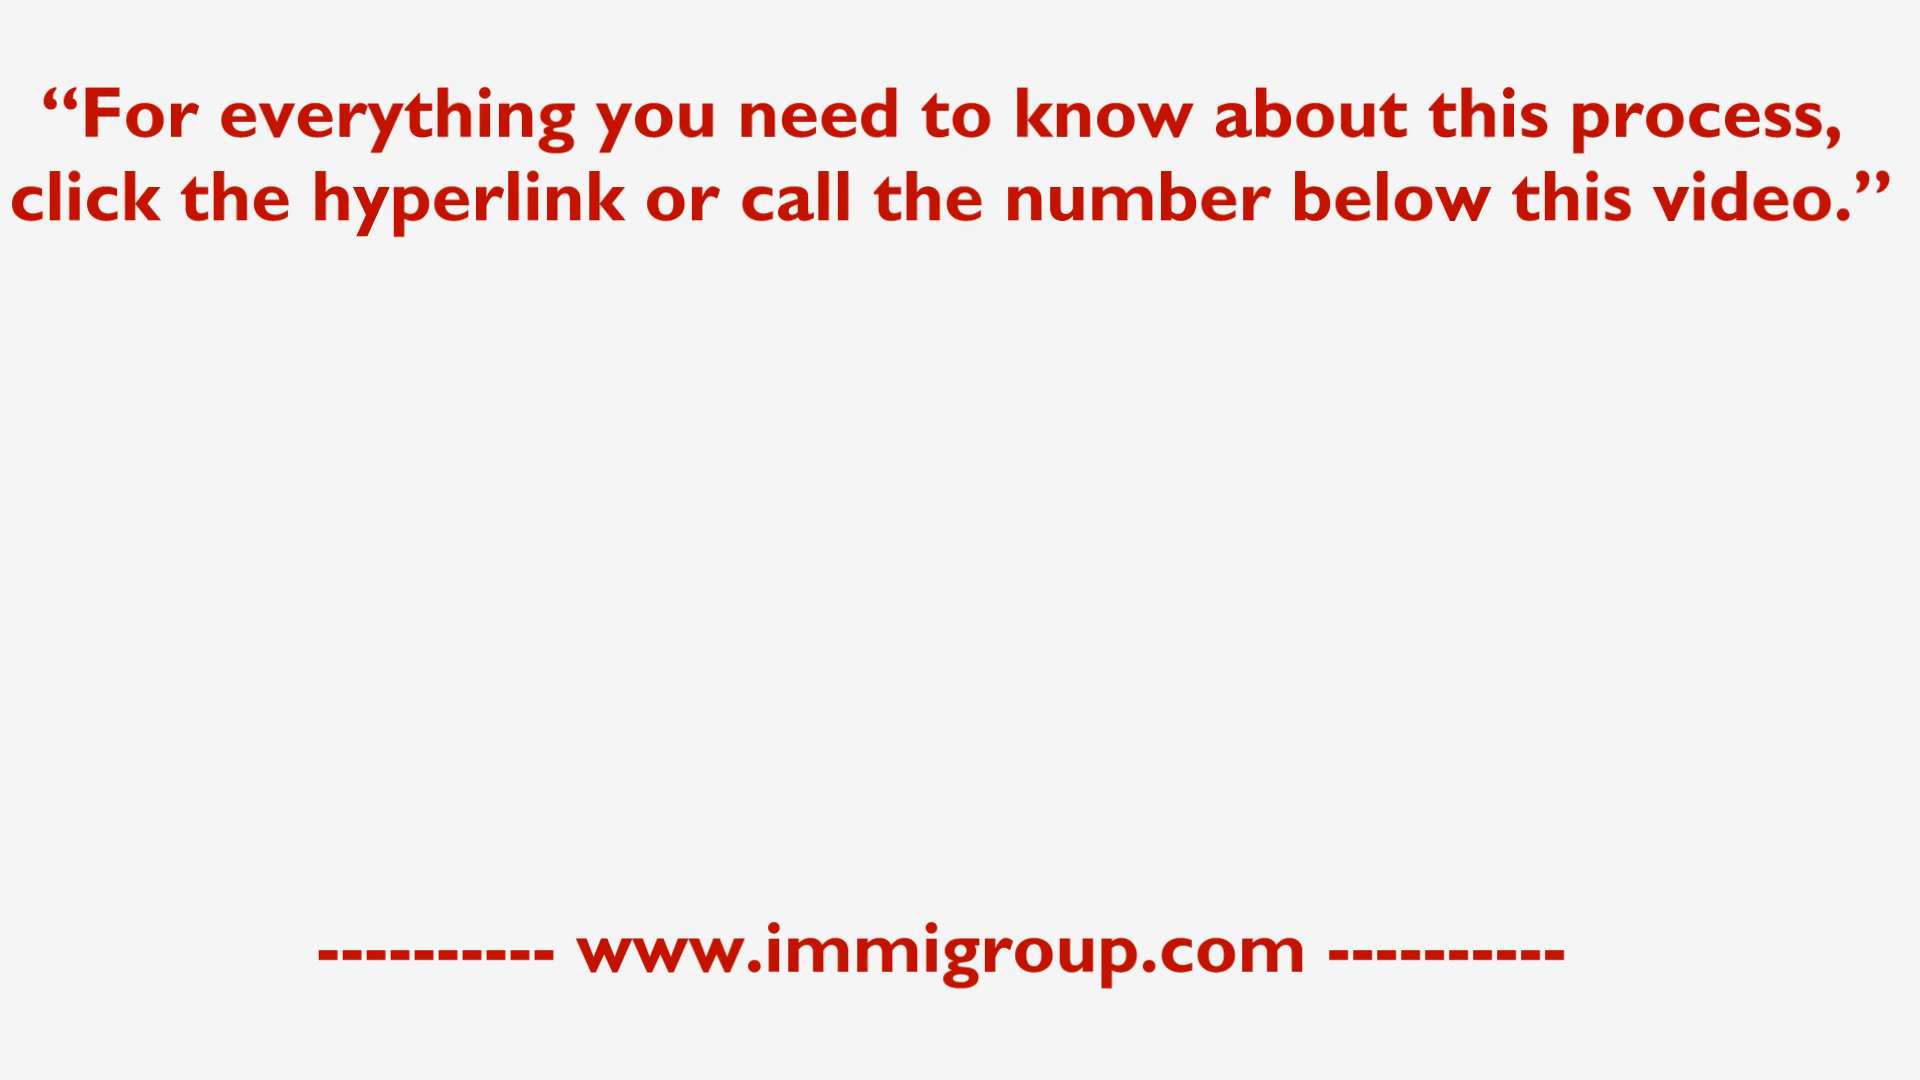 “For everything you need to know about this process,
click the hyperlink or call the number below this video.”
---------- www.immigroup.com ----------